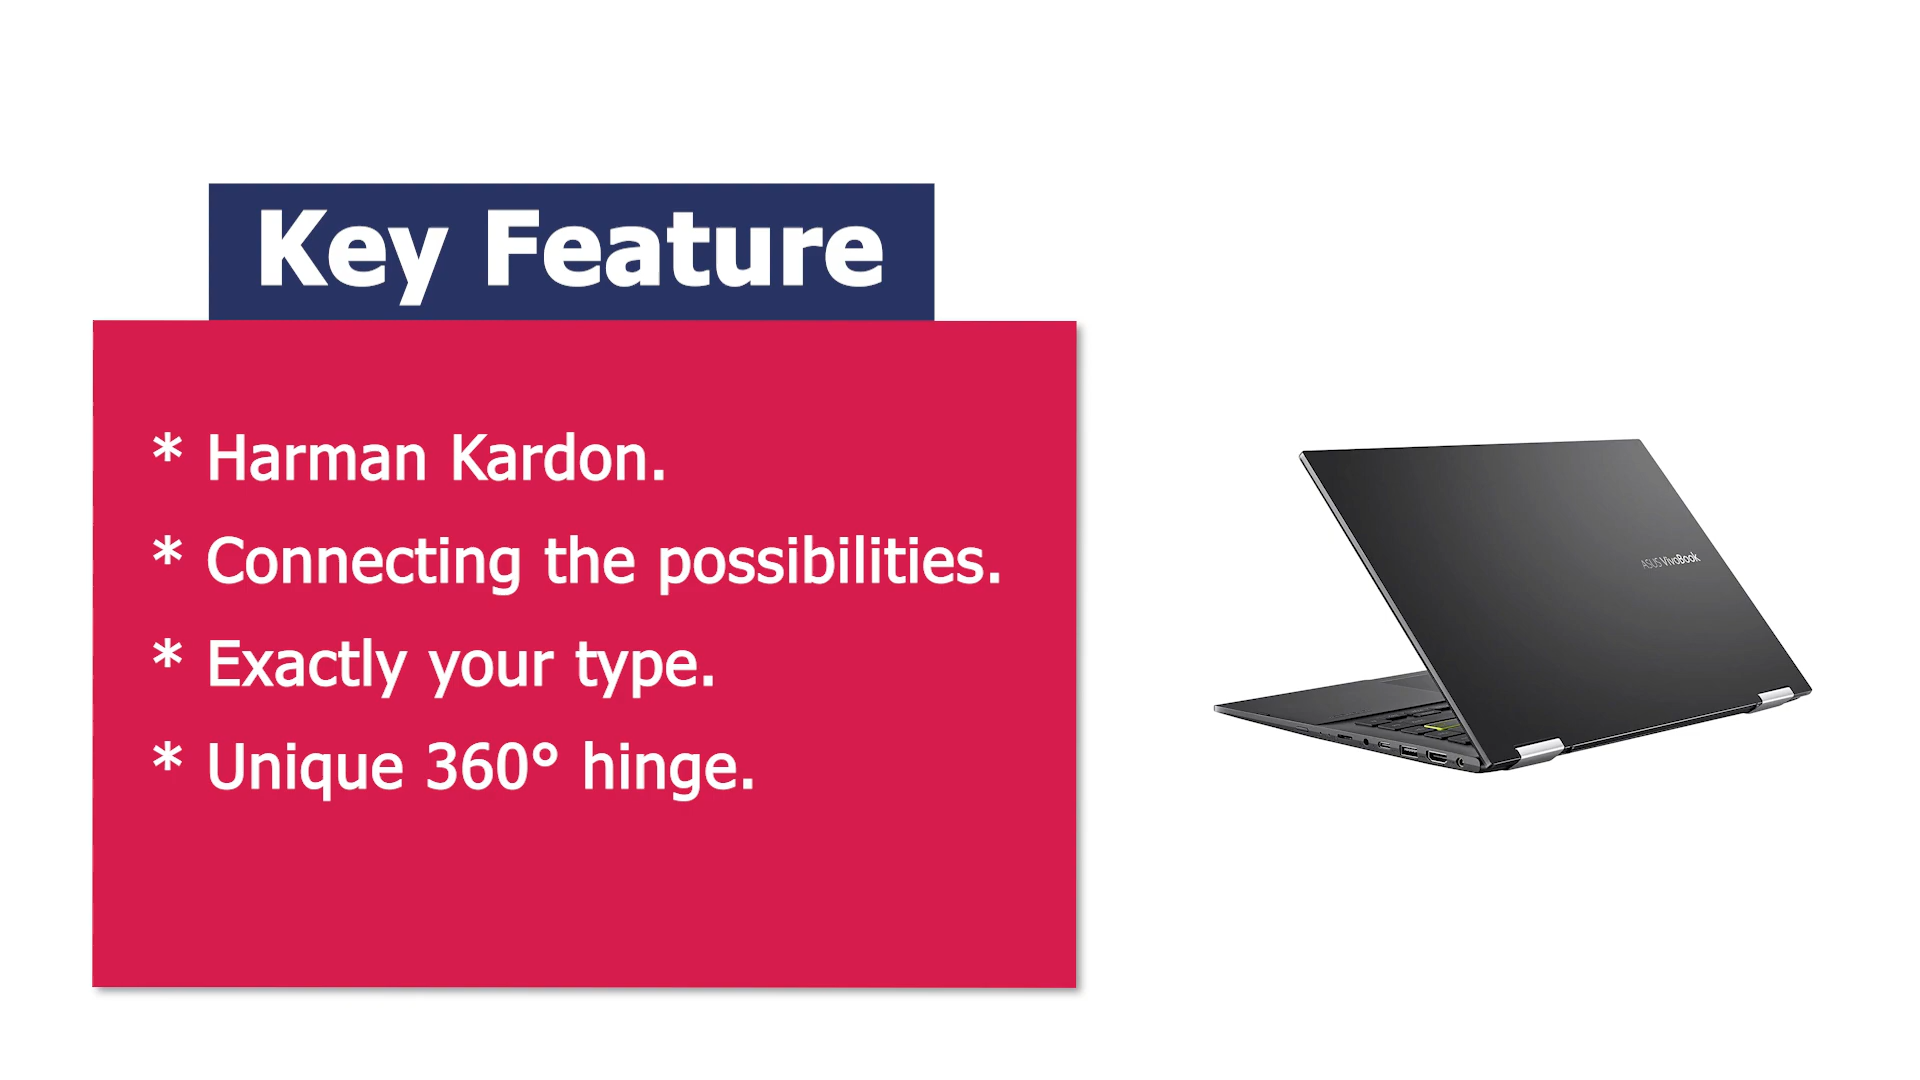 Key Feature
* Harman Kardon.
* Connecting the possibilities.
* Exactly your type.
* Unique 360° hinge.
ASUS VivoBook